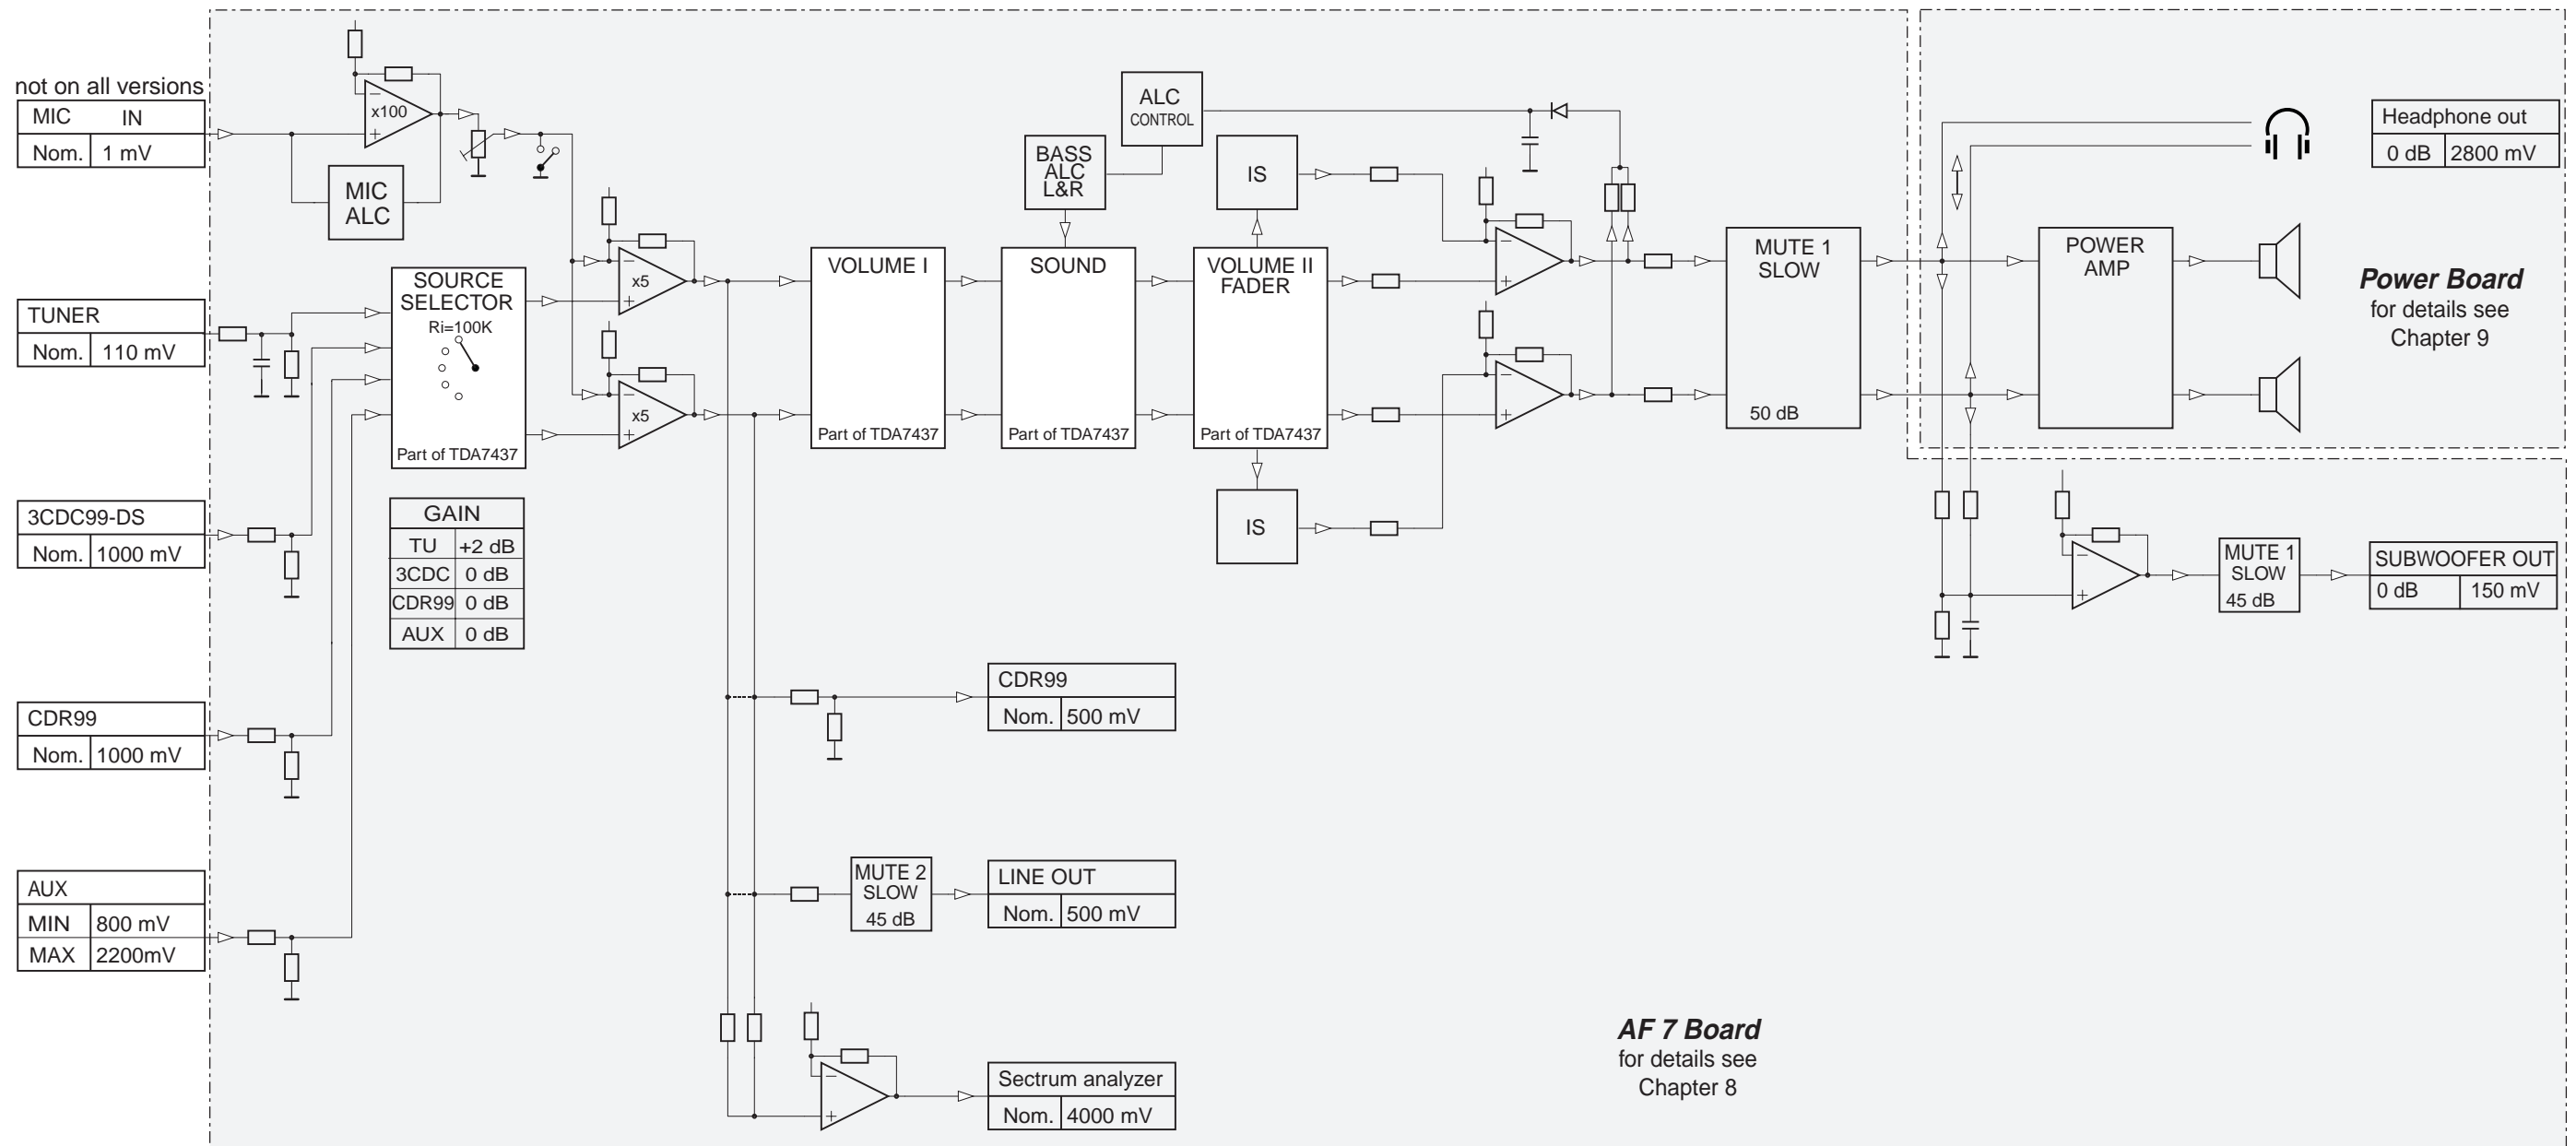 not on all versions
MIC IN
Nom. 1 mV
x100
MIC
ALC
TUNER
Nom. 110 mV
3CDC99-DS
Nom. 1000 mV
CDR99
Nom. 1000 mV
AUX
MIN 800 mV
MAX 2200mV
SOURCE
SELECTOR
Ri=100K
Part of TDA7437
GAIN
TU +2 dB
3CDC 0 dB
CDR99 0 dB
AUX 0 dB
x5
x5
VOLUME I
Part of TDA7437
BASS
ALC
L&R
ALC
CONTROL
SOUND
Part of TDA7437
IS
VOLUME II
FADER
Part of TDA7437
IS
MUTE 1
SLOW
50 dB
CDR99
Nom. 500 mV
MUTE 2
SLOW
45 dB
LINE OUT
Nom. 500 mV
Sectrum analyzer
Nom. 4000 mV
AF 7 Board
for details see
Chapter 8
Headphone out
0 dB 2800 mV
POWER
AMP
Power Board
for details see
Chapter 9
MUTE 1
SLOW
45 dB
SUBWOOFER OUT
0 dB 150 mV